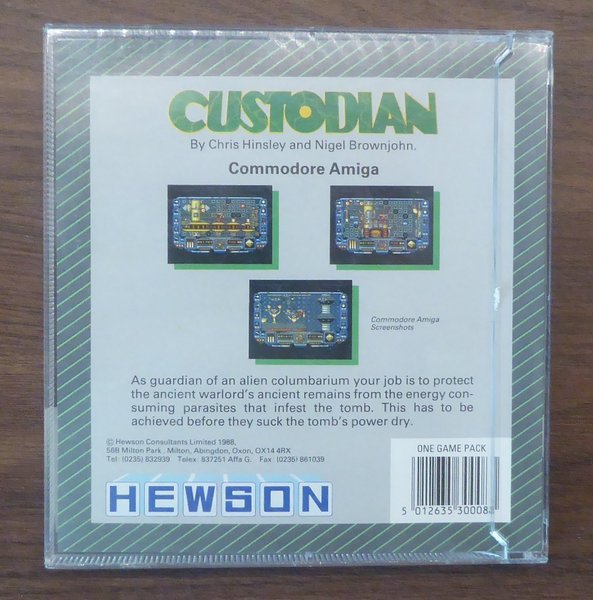 CUSTODIAN
By Chris Hinsley and Nigel Brownjohn.
Commodore Amiga
Commodore Amiga
Screenshots
As guardian of an alien columbarium your job is to protect
the ancient warlord's ancient remains from the energy con-
suming parasites that infest the tomb. This has to be
achieved before they suck the tomb's power dry.
© Hewson Consultants Limited 1988,
56B Milton Park, Milton, Abingdon, Oxon, OX14 4RX
Tel: (0235) 832939 Telex 837251 Affa G. Fax (0235) 861039
ONE GAME PACK
HEWSON
5 012635 30008